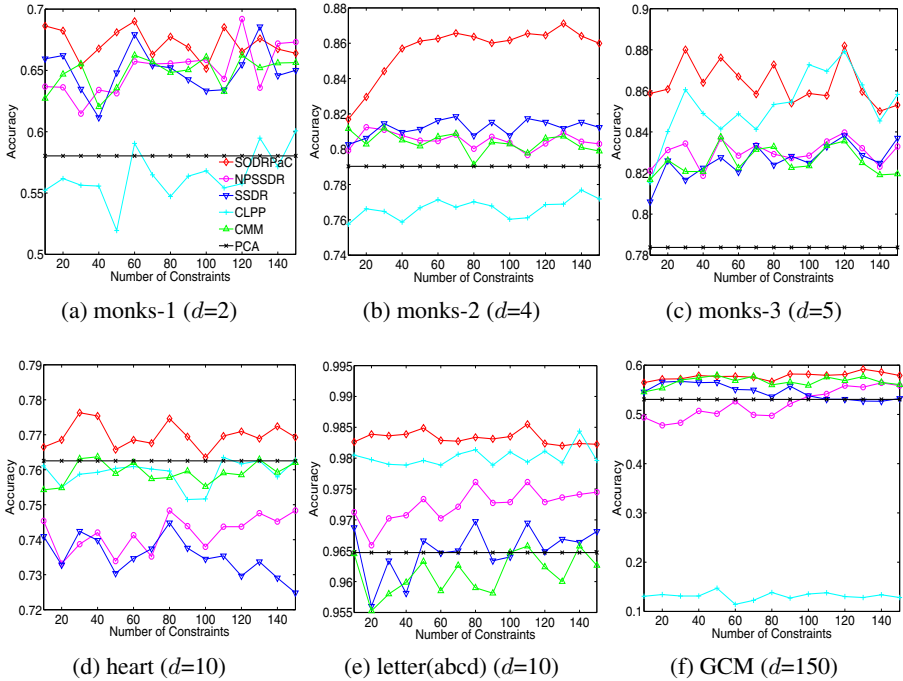 0.7
0.65
0.6
0.55
0.5
Accuracy
20 40 60 80 100 120 140
Number of Constraints
SODRPaC
NPSSDR
SSDR
CLPP
CMM
PCA
(a) monks-1 (d=2)
0.86
0.84
0.82
0.8
0.78
0.76
0.74
Accuracy
20 40 60 80 100 120 140
Number of Constraints
(b) monks-2 (d=4)
0.9
0.88
0.86
0.84
0.82
0.8
0.78
Accuracy
20 40 60 80 100 120 140
Number of Constraints
(c) monks-3 (d=5)
0.79
0.78
0.77
0.76
0.75
0.74
0.73
0.72
Accuracy
20 40 60 80 100 120 140
Number of Constraints
(d) heart (d=10)
0.995
0.99
0.985
0.98
0.975
0.97
0.965
0.96
0.955
Accuracy
20 40 60 80 100 120 140
Number of Constraints
(e) letter(abcd) (d=10)
0.6
0.5
0.4
0.3
0.2
0.1
Accuracy
20 40 60 80 100 120 140
Number of Constraints
(f) GCM (d=150)